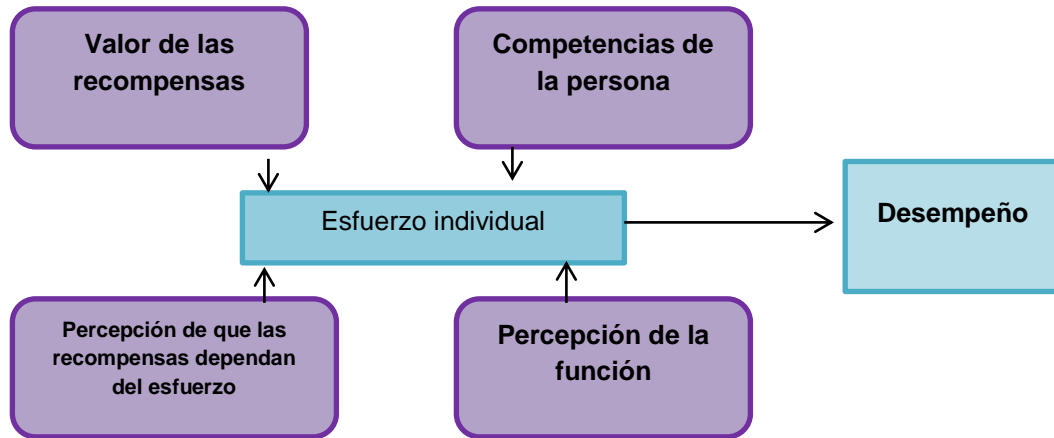 Valor de las
recompensas
Competencias de
la persona
Esfuerzo individual
Desempeño
Percepción de que las
recompensas dependan
del esfuerzo
Percepción de la
función